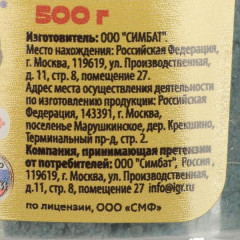 500 г
Изготовитель: ООО "СИМБАТ".
Место нахождения: Российская Федерация,
г. Москва, 119619, ул. Производственная,
д. 11, стр. 8, помещение 27.
Адрес места осуществления деятельности
по изготовлению продукции: Российская
Федерация, 143391, г. Москва,
поселенье Марушкинское, дер. Крекшино,
Терминальный пр-д, стр. 2.
Компания, принимающая претензии
от потребителей: ООО "Симбат", Россия,
119619, г. Москва, ул. Производственная,
д.11, стр. 8, помещение 27 info@igr.ru
по лицензии, ООО «СМФ»